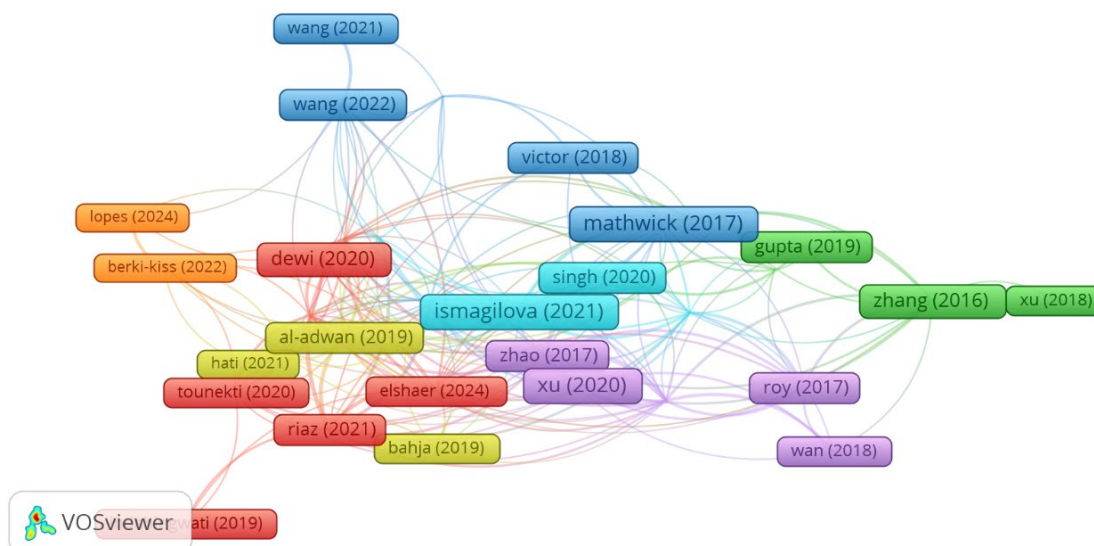 wang (2021)
wang (2022)
victor (2018)
lopes (2024)
mathwick (2017)
gupta (2019)
dewi (2020)
berki-kiss (2022)
singh (2020)
zhang (2016)
xu (2018)
ismagilova (2021)
al-adwan (2019)
zhao (2017)
hati (2021)
xu (2020)
roy (2017)
tounekti (2020)
elshaer (2024)
riaz (2021)
bahja (2019)
wan (2018)
VOSviewer
(2019)